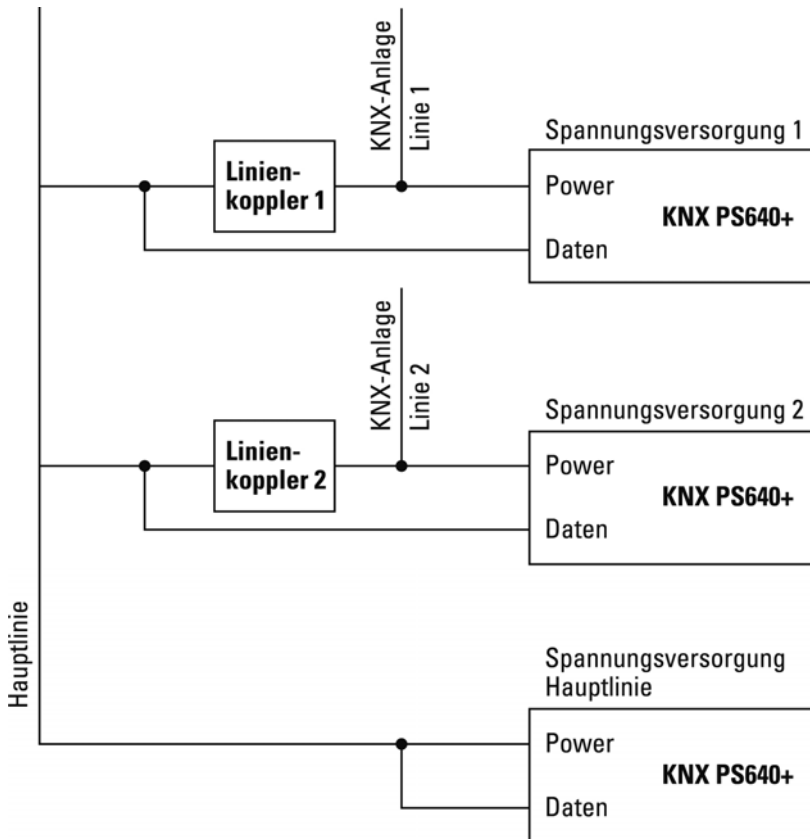 KNX-Anlage
Linie 1
Spannungsversorgung 1
Linien-
koppler 1
Power
KNX PS640+
Daten
KNX-Anlage
Linie 2
Spannungsversorgung 2
Linien-
koppler 2
Power
KNX PS640+
Daten
Hauptlinie
Spannungsversorgung
Hauptlinie
Power
KNX PS640+
Daten